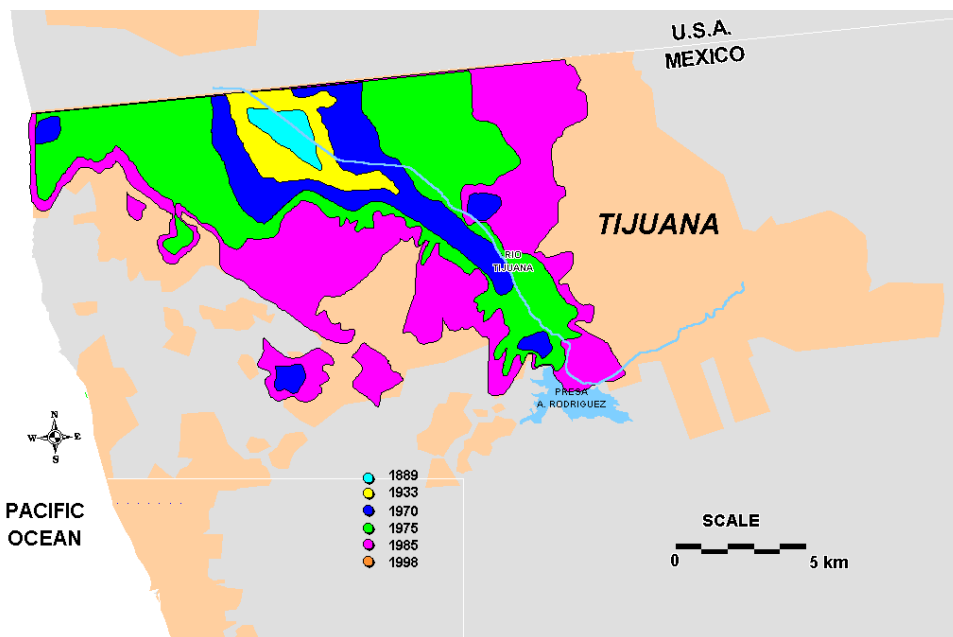 U.S.A.
MEXICO
TIJUANA
RIO
TIJUANA
PRESA
A. RODRIGUEZ
N
W E
S
PACIFIC
OCEAN
1889
1933
1970
1975
1985
1998
SCALE
0 5 km